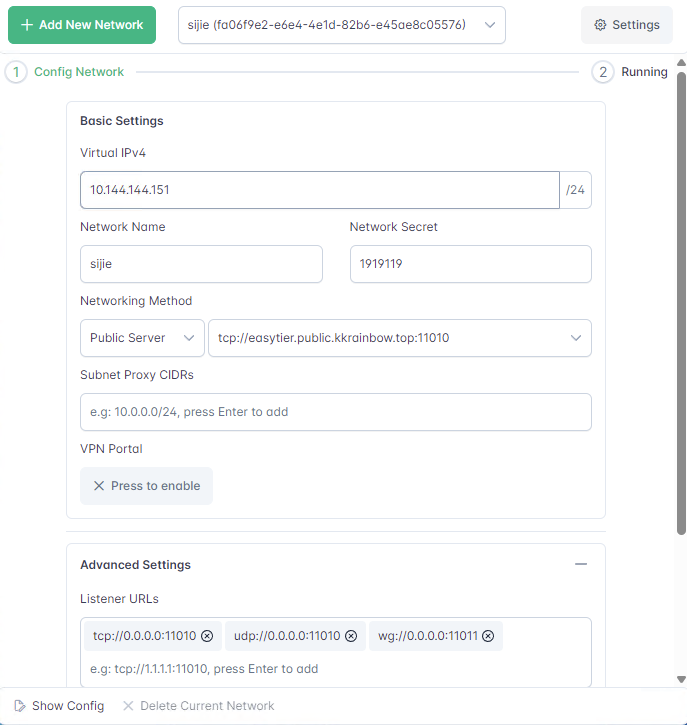 Add New Network
sijie (fa06f9e2-e6e4-4e1d-82b6-e45ae8c05576)
Settings
1 Config Network
2 Running
Basic Settings
Virtual IPv4
10.144.144.151 /24
Network Name Network Secret
sijie 1919119
Networking Method
Public Server tcp://easytier.public.kkrainbow.top:11010
Subnet Proxy CIDRs
e.g: 10.0.0.0/24, press Enter to add
VPN Portal
Press to enable
Advanced Settings
Listener URLs
tcp://0.0.0.0:11010 udp://0.0.0.0:11010 wg://0.0.0.0:11011
e.g: tcp://1.1.1.1:11010, press Enter to add
Show Config Delete Current Network